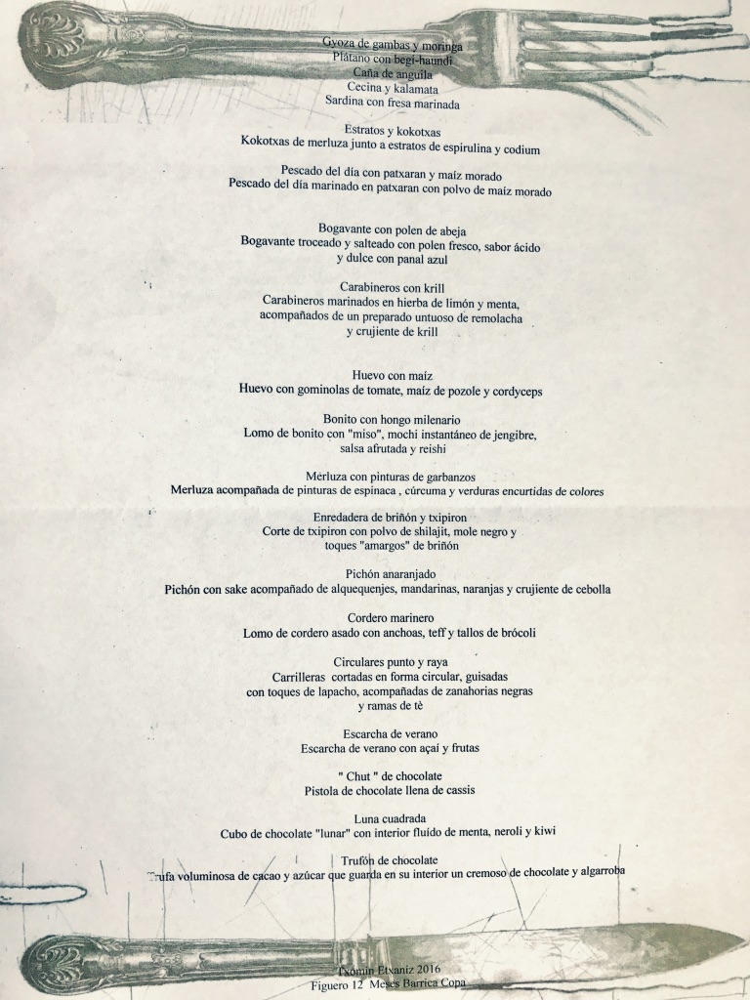 Gyoza de gambas y moringa
Plátano con begi-haundi
Caña de anguila
Cecina y kalamata
Sardina con fresa marinada
Estratos y kokotxas
Kokotxas de merluza junto a estratos de espirulina y codium
Pescado del día con patxaran y maíz morado
Pescado del día marinado en patxaran con polvo de maíz morado
Bogavante con polen de abeja
Bogavante troceado y salteado con polen fresco, sabor ácido
y dulce con panal azul
Carabineros con krill
Carabineros marinados en hierba de limón y menta,
acompañados de un preparado untuoso de remolacha
y crujiente de krill
Huevo con maíz
Huevo con gominolas de tomate, maíz de pozole y cordyceps
Bonito con hongo milenario
Lomo de bonito con "miso", mochi instantáneo de jengibre,
salsa afrutada y reishi
Merluza con pinturas de garbanzos
Merluza acompañada de pinturas de espinaca , cúrcuma y verduras encurtidas de colores
Enredadera de briñón y txipiron
Corte de txipiron con polvo de shilajit, mole negro y
toques "amargos" de briñón
Pichón anaranjado
Pichón con sake acompañado de alquequenjes, mandarinas, naranjas y crujiente de cebolla
Cordero marinero
Lomo de cordero asado con anchoas, teff y tallos de brócoli
Circulares punto y raya
Carrilleras cortadas en forma circular, guisadas
con toques de lapacho, acompañadas de zanahorias negras
y ramas de tè
Escarcha de verano
Escarcha de verano con açaí y frutas
" Chut " de chocolate
Pistola de chocolate llena de cassis
Luna cuadrada
Cubo de chocolate "lunar" con interior fluído de menta, neroli y kiwi
Trufón de chocolate
Trufa voluminosa de cacao y azúcar que guarda en su interior un cremoso de chocolate y algarroba
Txomin Etxaniz 2016
Figuero 12 Meses Barrica Copa